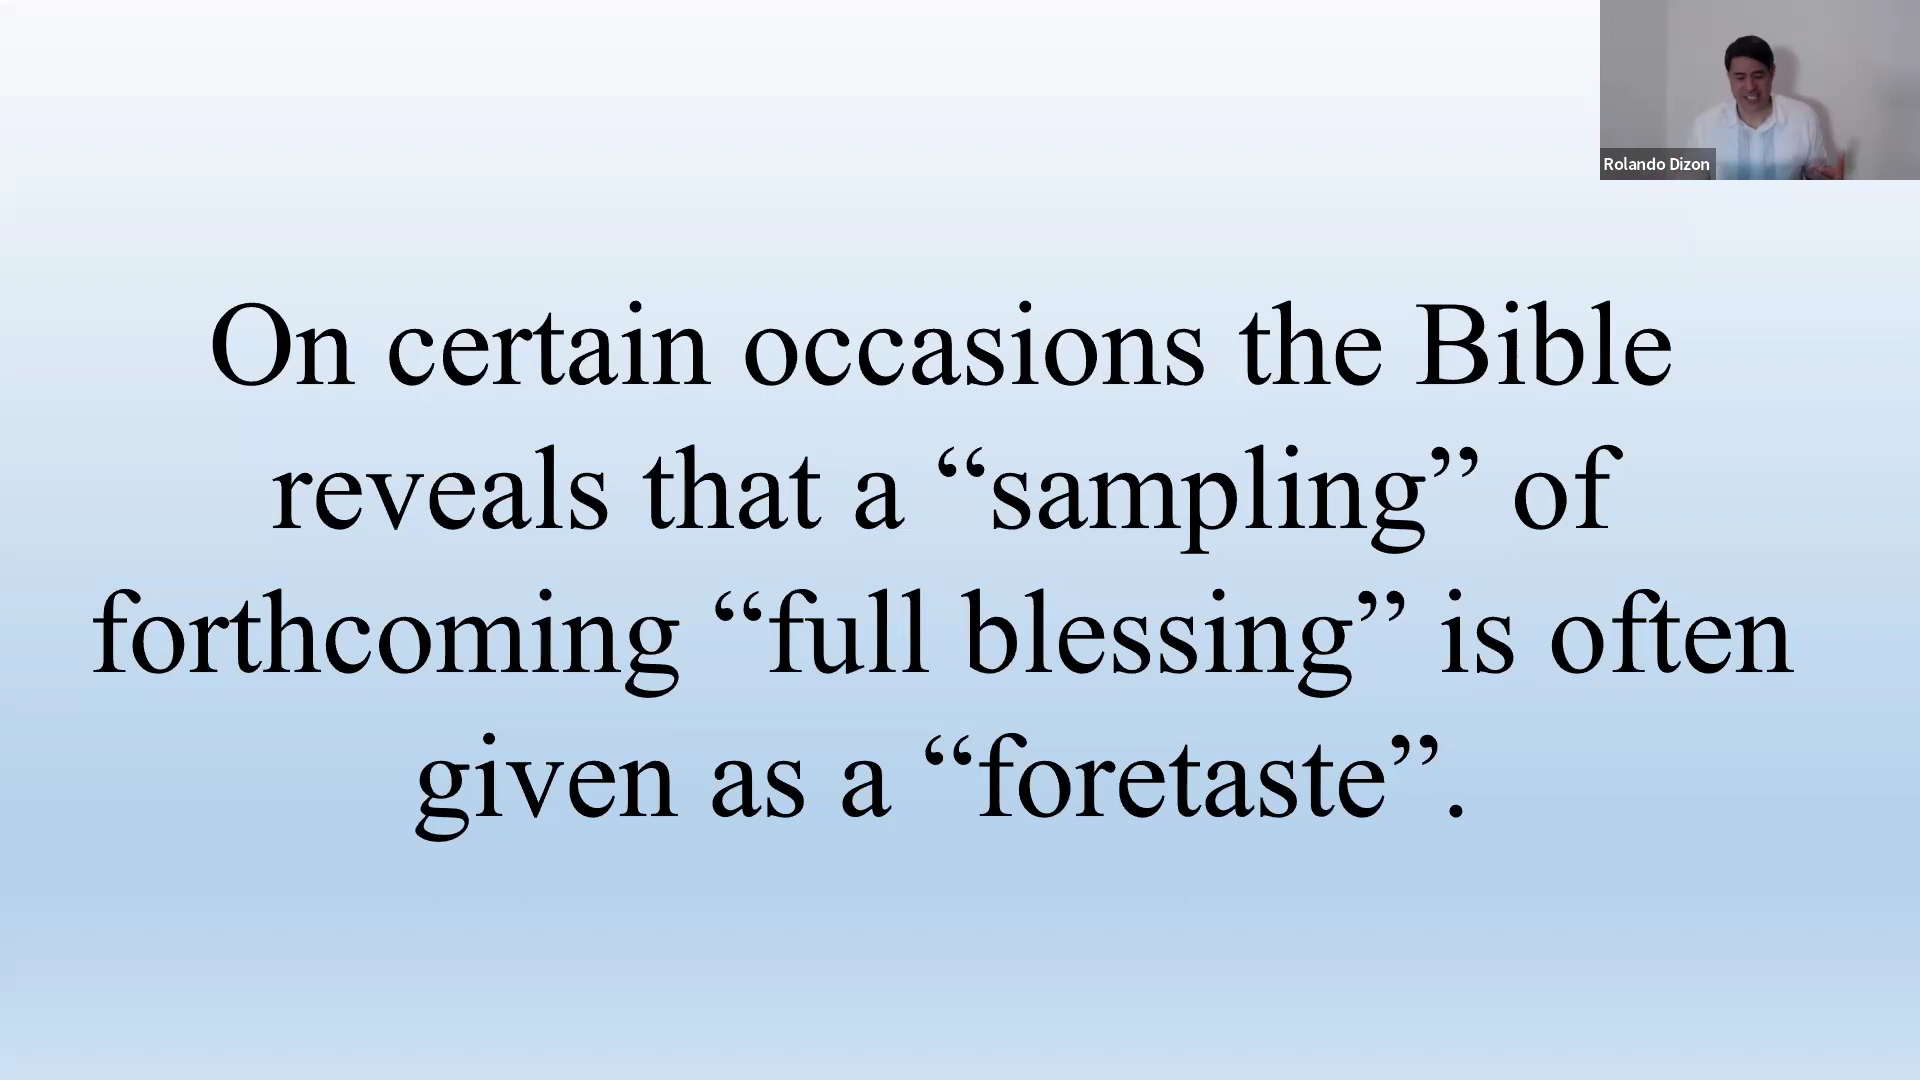 Rolando Dizon
On certain occasions the Bible
reveals that a “sampling” of
forthcoming “full blessing” is often
given as a “foretaste”.